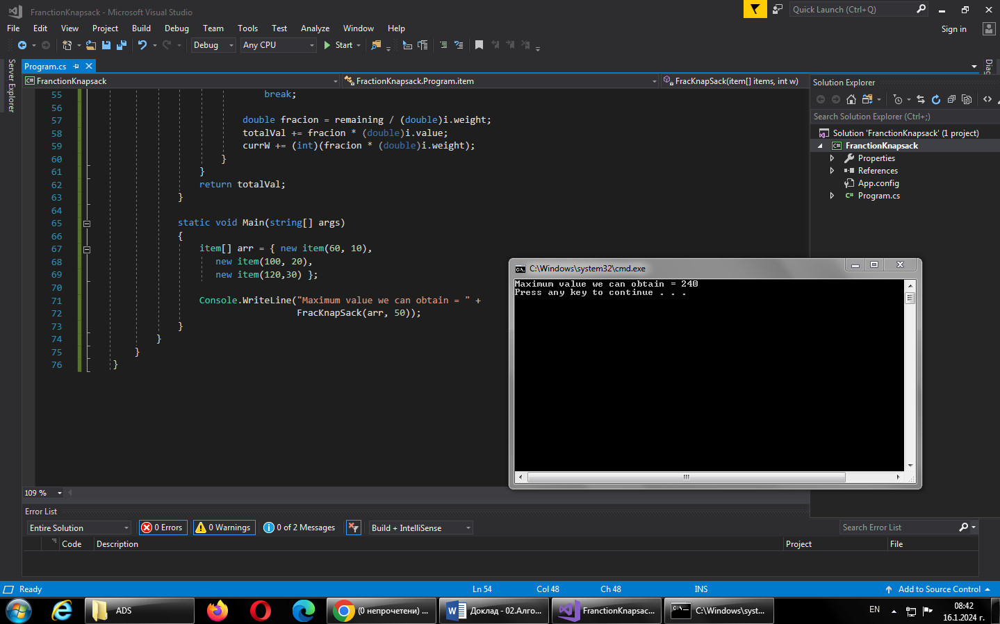 FranctionKnapsack - Microsoft Visual Studio
Quick Launch (Ctrl+Q)
File Edit View Project Build Debug Team Tools Test Analyze Window Help
Sign in
Debug Any CPU Start
Server Explorer
Program.cs
Diag
FranctionKnapsack FractionKnapsack.Program.item FracKnapSack(item[] items, int w)
55 break;
56
57 double fracion = remaining / (double)i.weight;
58 totalVal += fracion * (double)i.value;
59 currW += (int)(fracion * (double)i.weight);
60 }
61 }
62 return totalVal;
63 }
64
65 static void Main(string[] args)
66 {
67 item[] arr = { new item(60, 10),
68 new item(100, 20),
69 new item(120,30) };
70
71 Console.WriteLine("Maximum value we can obtain = " +
72 FracKnapSack(arr, 50));
73 }
74 }
75 }
76 }
109 %
Solution Explorer
Search Solution Explorer (Ctrl+;)
Solution 'FranctionKnapsack' (1 project)
FranctionKnapsack
Properties
References
App.config
Program.cs
C:\Windows\system32\cmd.exe
Maximum value we can obtain = 240
Press any key to continue . . .
Error List
Entire Solution 0 Errors 0 Warnings 0 of 2 Messages Build + IntelliSense
Search Error List
Code Description Project File
Ready Ln 54 Col 48 Ch 48 INS Add to Source Control
ADS
(0 непрочетени) ...
Доклад - 02.Алго...
FranctionKnapsac...
C:\Windows\syst...
EN
08:42
16.1.2024 г.